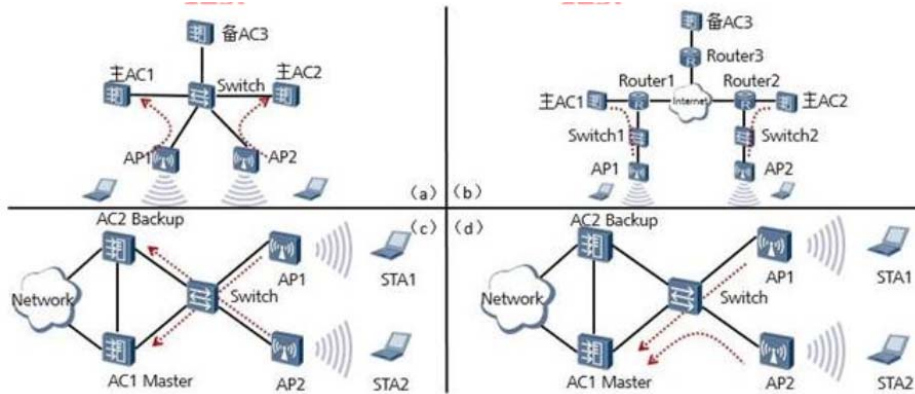 备AC3
主AC1
Switch
主AC2
AP1
AP2
(a)
备AC3
Router3
Router1
Internet
Router2
主AC1
主AC2
Switch1
Switch2
AP1
AP2
(b)
AC2 Backup
(c)
Network
Switch
AP1
STA1
AC1 Master
AP2
STA2
(d)
AC2 Backup
Network
Switch
AP1
STA1
AC1 Master
AP2
STA2